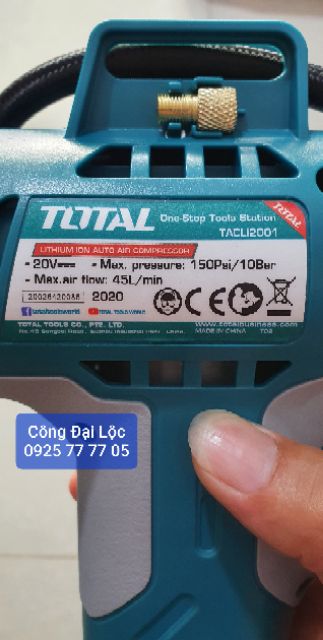 TOTAL One-Stop Tools Station
TOTAL
TACLI2001
LITHIUM ION AUTO AIR COMPRESSOR
- 20V - Max. pressure: 150Psi/10Bar
- Max. air flow: 45L/min
2020
CE
TOTAL TOOLS CO., PTE. LTD.
www.totalbusiness.com
MADE IN CHINA T02
Công Đại Lộc
0925 77 77 05